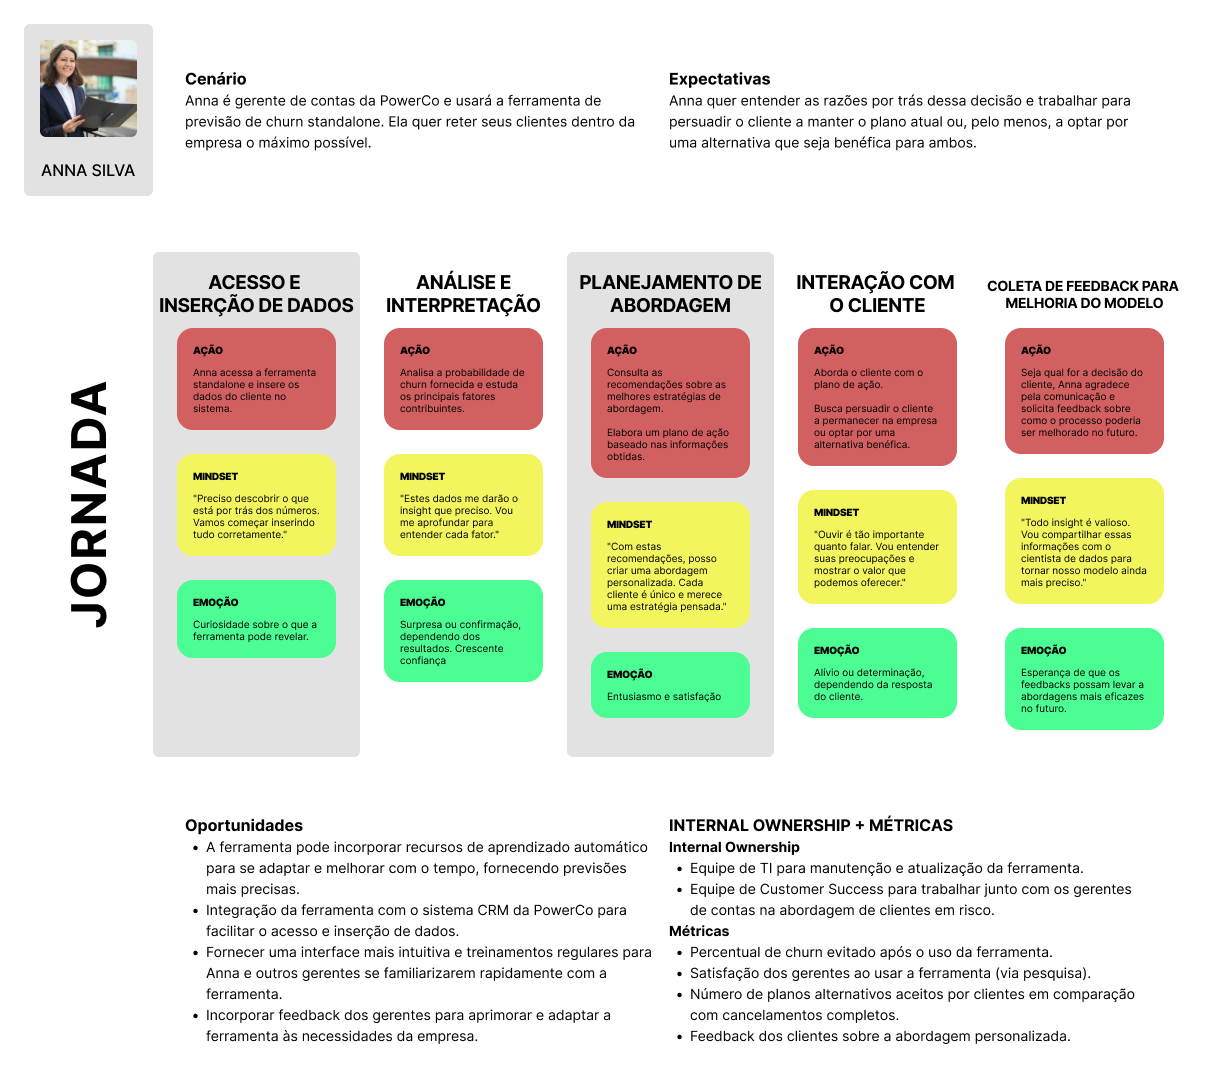 ANNA SILVA
Cenário
Anna é gerente de contas da PowerCo e usará a ferramenta de
previsão de churn standalone. Ela quer reter seus clientes dentro da
empresa o máximo possível.
Expectativas
Anna quer entender as razões por trás dessa decisão e trabalhar para
persuadir o cliente a manter o plano atual ou, pelo menos, a optar por
uma alternativa que seja benéfica para ambos.
JORNADA
ACESSO E
INSERÇÃO DE DADOS
AÇÃO
Anna acessa a ferramenta
standalone e insere os
dados do cliente no
sistema.
MINDSET
"Preciso descobrir o que
está por trás dos números.
Vamos começar inserindo
tudo corretamente."
EMOÇÃO
Curiosidade sobre o que a
ferramenta pode revelar.
ANÁLISE E
INTERPRETAÇÃO
AÇÃO
Analisa a probabilidade de
churn fornecida e estuda
os principais fatores
contribuintes.
MINDSET
"Estes dados me darão o
insight que preciso. Vou
me aprofundar para
entender cada fator."
EMOÇÃO
Surpresa ou confirmação,
dependendo dos
resultados. Crescente
confiança
PLANEJAMENTO DE
ABORDAGEM
AÇÃO
Consulta as
recomendações sobre as
melhores estratégias de
abordagem.
Elabora um plano de ação
baseado nas informações
obtidas.
MINDSET
"Com estas
recomendações, posso
criar uma abordagem
personalizada. Cada
cliente é único e merece
uma estratégia pensada."
EMOÇÃO
Entusiasmo e satisfação
INTERAÇÃO COM
O CLIENTE
AÇÃO
Aborda o cliente com o
plano de ação.
Busca persuadir o cliente
a permanecer na empresa
ou optar por uma
alternativa benéfica.
MINDSET
"Ouvir é tão importante
quanto falar. Vou entender
suas preocupações e
mostrar o valor que
podemos oferecer."
EMOÇÃO
Alívio ou determinação,
dependendo da resposta
do cliente.
COLETA DE FEEDBACK PARA
MELHORIA DO MODELO
AÇÃO
Seja qual for a decisão do
cliente, Anna agradece
pela comunicação e
solicita feedback sobre
como o processo poderia
ser melhorado no futuro.
MINDSET
"Todo insight é valioso.
Vou compartilhar essas
informações com o
cientista de dados para
tornar nosso modelo ainda
mais preciso."
EMOÇÃO
Esperança de que os
feedbacks possam levar a
abordagens mais eficazes
no futuro.
Oportunidades
• A ferramenta pode incorporar recursos de aprendizado automático
para se adaptar e melhorar com o tempo, fornecendo previsões
mais precisas.
• Integração da ferramenta com o sistema CRM da PowerCo para
facilitar o acesso e inserção de dados.
• Fornecer uma interface mais intuitiva e treinamentos regulares para
Anna e outros gerentes se familiarizarem rapidamente com a
ferramenta.
• Incorporar feedback dos gerentes para aprimorar e adaptar a
ferramenta às necessidades da empresa.
INTERNAL OWNERSHIP + MÉTRICAS
Internal Ownership
• Equipe de TI para manutenção e atualização da ferramenta.
• Equipe de Customer Success para trabalhar junto com os gerentes
de contas na abordagem de clientes em risco.
Métricas
• Percentual de churn evitado após o uso da ferramenta.
• Satisfação dos gerentes ao usar a ferramenta (via pesquisa).
• Número de planos alternativos aceitos por clientes em comparação
com cancelamentos completos.
• Feedback dos clientes sobre a abordagem personalizada.